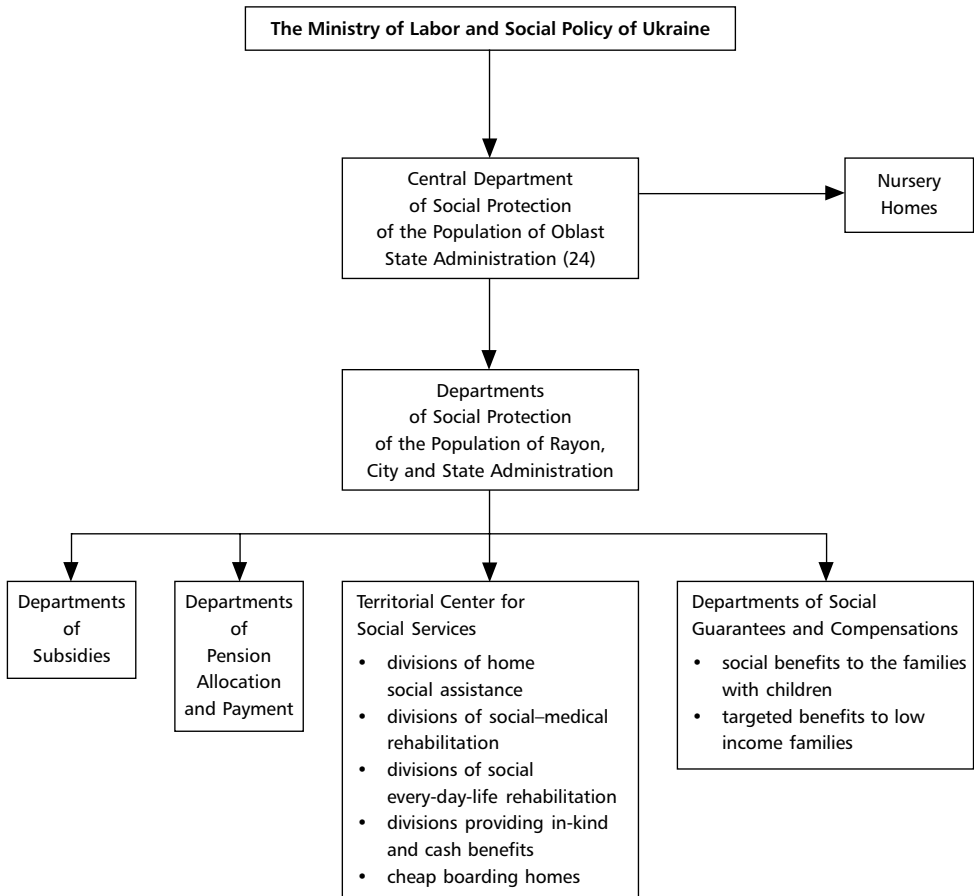 The Ministry of Labor and Social Policy of Ukraine
Central Department
of Social Protection
of the Population of Oblast
State Administration (24)
Nursery
Homes
Departments
of Social Protection
of the Population of Rayon,
City and State Administration
Departments
of
Subsidies
Departments
of
Pension
Allocation
and Payment
Territorial Center for
Social Services
• divisions of home
social assistance
• divisions of social–medical
rehabilitation
• divisions of social
every-day-life rehabilitation
• divisions providing in-kind
and cash benefits
• cheap boarding homes
Departments of Social
Guarantees and Compensations
• social benefits to the families
with children
• targeted benefits to low
income families